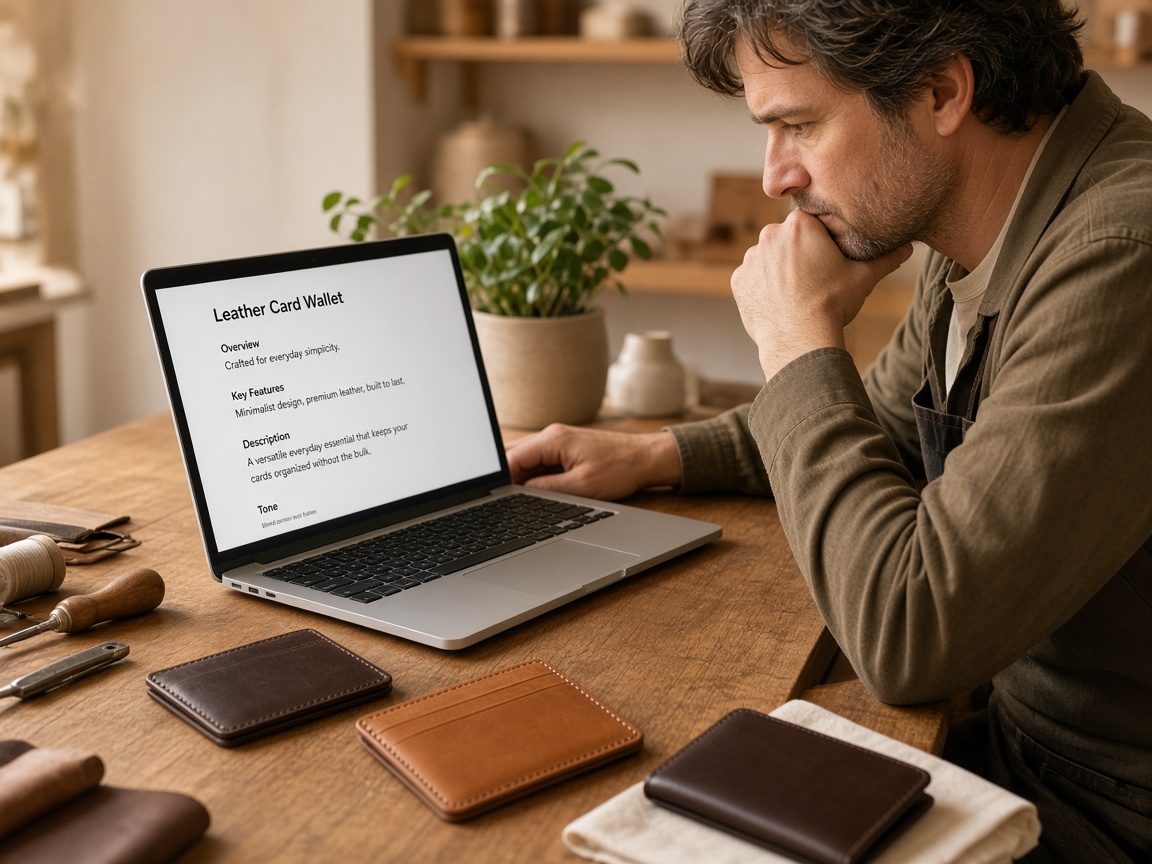 Leather Card Wallet
Overview
Crafted for everyday simplicity.
Key Features
Minimalist design, premium leather, built to last.
Description
A versatile everyday essential that keeps your
cards organized without the bulk.
Tone